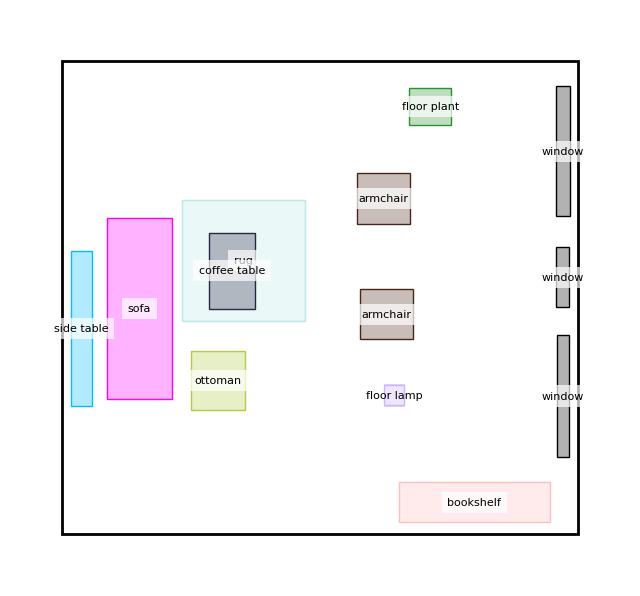 floor plant
window
armchair
rug
coffee table
window
sofa
armchair
side table
ottoman
floor lamp
window
bookshelf